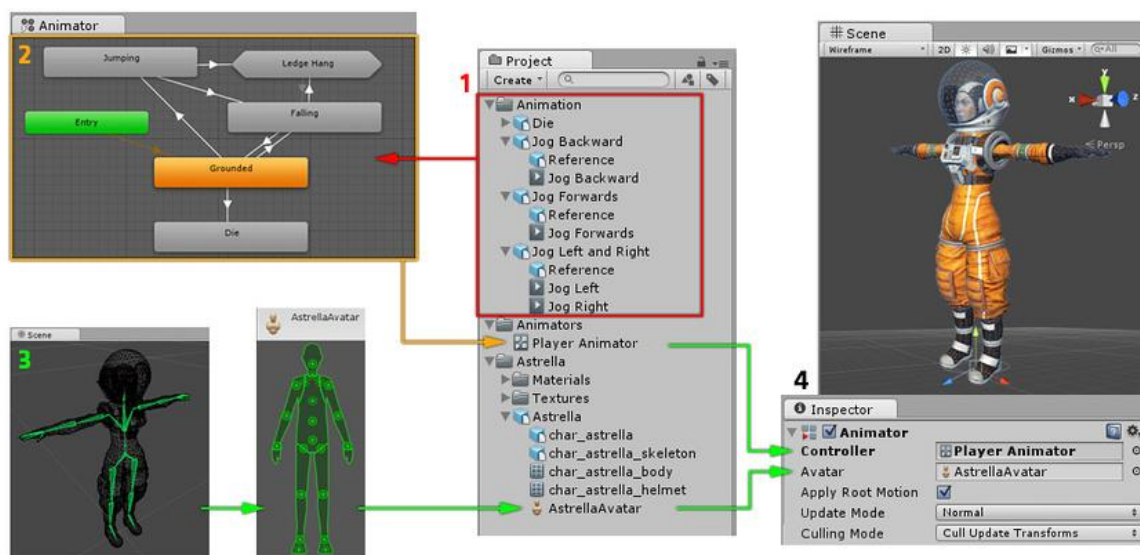 Animator
2
Jumping
Ledge Hang
Falling
Entry
Grounded
Die
Project
Create
1
Animation
Die
Jog Backward
Reference
Jog Backward
Jog Forwards
Reference
Jog Forwards
Jog Left and Right
Reference
Jog Left
Jog Right
Animators
Player Animator
Astrella
Materials
Textures
Astrella
char_astrella
char_astrella_skeleton
char_astrella_body
char_astrella_helmet
AstrellaAvatar
Scene
3
AstrellaAvatar
Scene
Wireframe 2D Gizmos All
y
x z
Persp
4
Inspector
Animator
Controller Player Animator
Avatar AstrellaAvatar
Apply Root Motion
Update Mode Normal
Culling Mode Cull Update Transforms